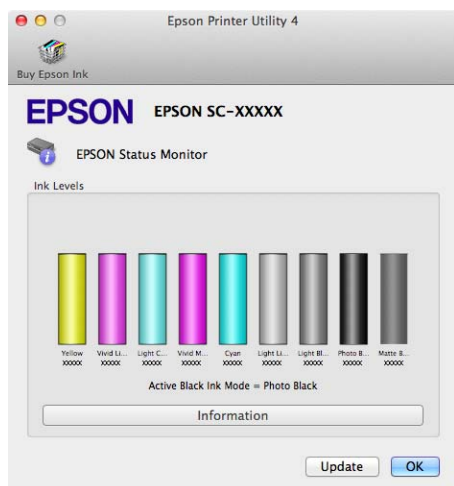 Epson Printer Utility 4
Buy Epson Ink
EPSON EPSON SC-XXXXX
EPSON Status Monitor
Ink Levels
Yellow Vivid Li... Light C... Vivid M... Cyan Light Li... Light Bl... Photo B... Matte B...
XXXXX XXXXX XXXXX XXXXX XXXXX XXXXX XXXXX XXXXX XXXXX
Active Black Ink Mode = Photo Black
Information
Update OK